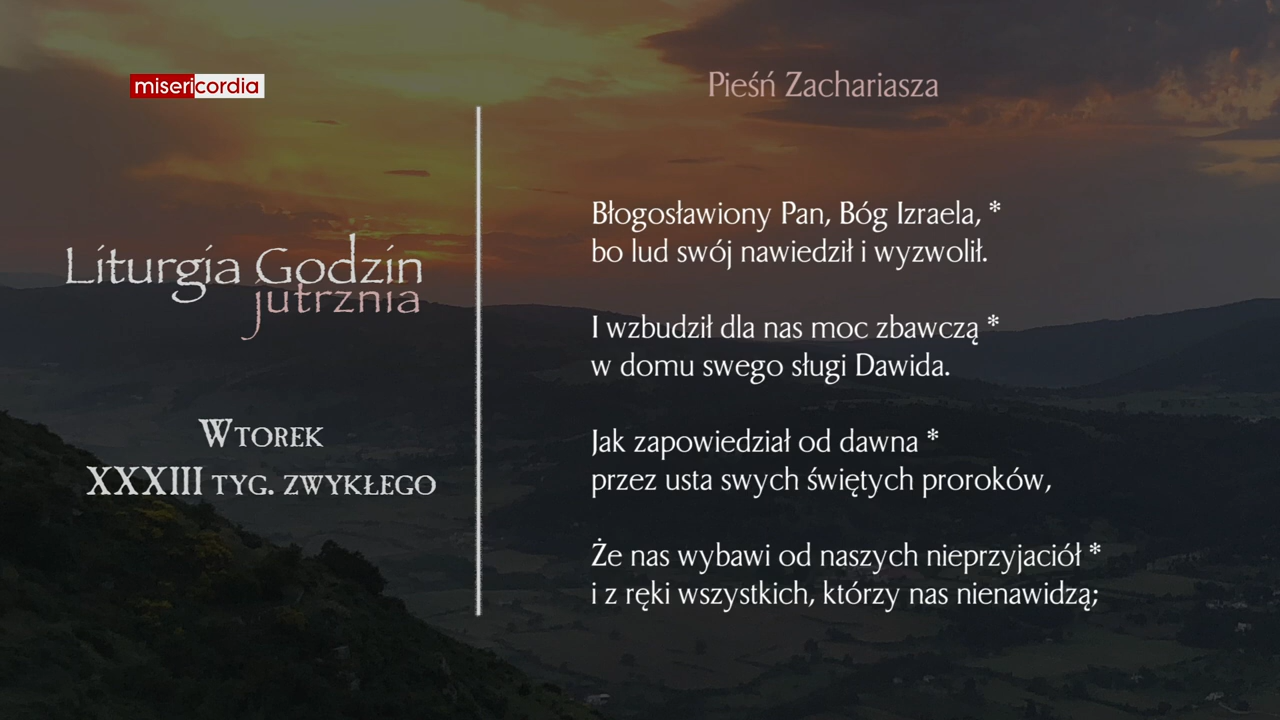 misericordia
Liturgia Godzin
jutrznia
Wtorek
XXXIII tyg. zwykłego
Pieśń Zachariasza
Błogosławiony Pan, Bóg Izraela, *
bo lud swój nawiedził i wyzwolił.
I wzbudził dla nas moc zbawczą *
w domu swego sługi Dawida.
Jak zapowiedział od dawna *
przez usta swych świętych proroków,
Że nas wybawi od naszych nieprzyjaciół *
i z ręki wszystkich, którzy nas nienawidzą;